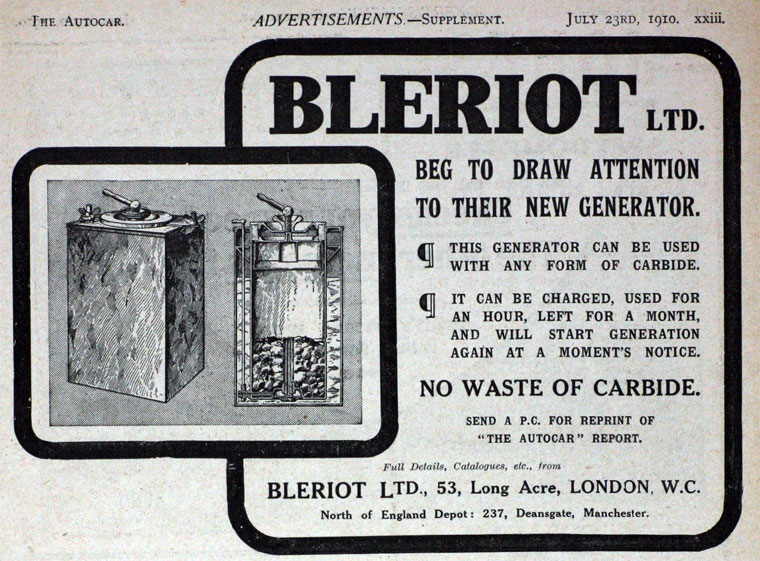 THE AUTOCAR.
ADVERTISEMENTS.—SUPPLEMENT.
JULY 23RD, 1910. xxiii.
BLERIOT LTD.
BEG TO DRAW ATTENTION
TO THEIR NEW GENERATOR.
¶ THIS GENERATOR CAN BE USED
WITH ANY FORM OF CARBIDE.
¶ IT CAN BE CHARGED, USED FOR
AN HOUR, LEFT FOR A MONTH,
AND WILL START GENERATION
AGAIN AT A MOMENT'S NOTICE.
NO WASTE OF CARBIDE.
SEND A P.C. FOR REPRINT OF
"THE AUTOCAR" REPORT.
Full Details, Catalogues, etc., from
BLERIOT LTD., 53, Long Acre, LONDON, W.C.
North of England Depot: 237, Deansgate, Manchester.